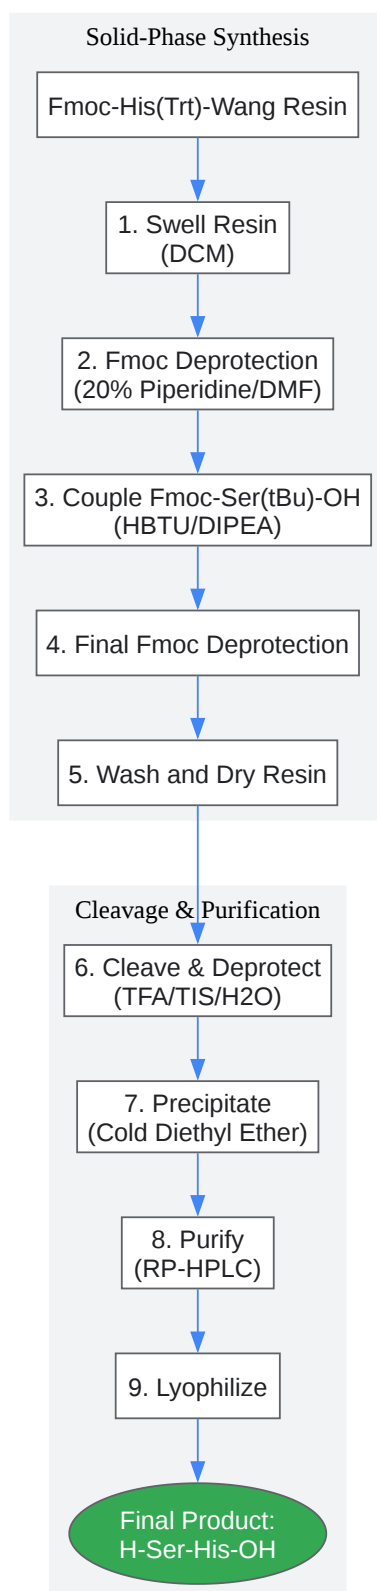 Solid-Phase Synthesis
Fmoc-His(Trt)-Wang Resin
1. Swell Resin
(DCM)
2. Fmoc Deprotection
(20% Piperidine/DMF)
3. Couple Fmoc-Ser(tBu)-OH
(HBTU/DIPEA)
4. Final Fmoc Deprotection
5. Wash and Dry Resin
Cleavage & Purification
6. Cleave & Deprotect
(TFA/TIS/H2O)
7. Precipitate
(Cold Diethyl Ether)
8. Purify
(RP-HPLC)
9. Lyophilize
Final Product:
H-Ser-His-OH